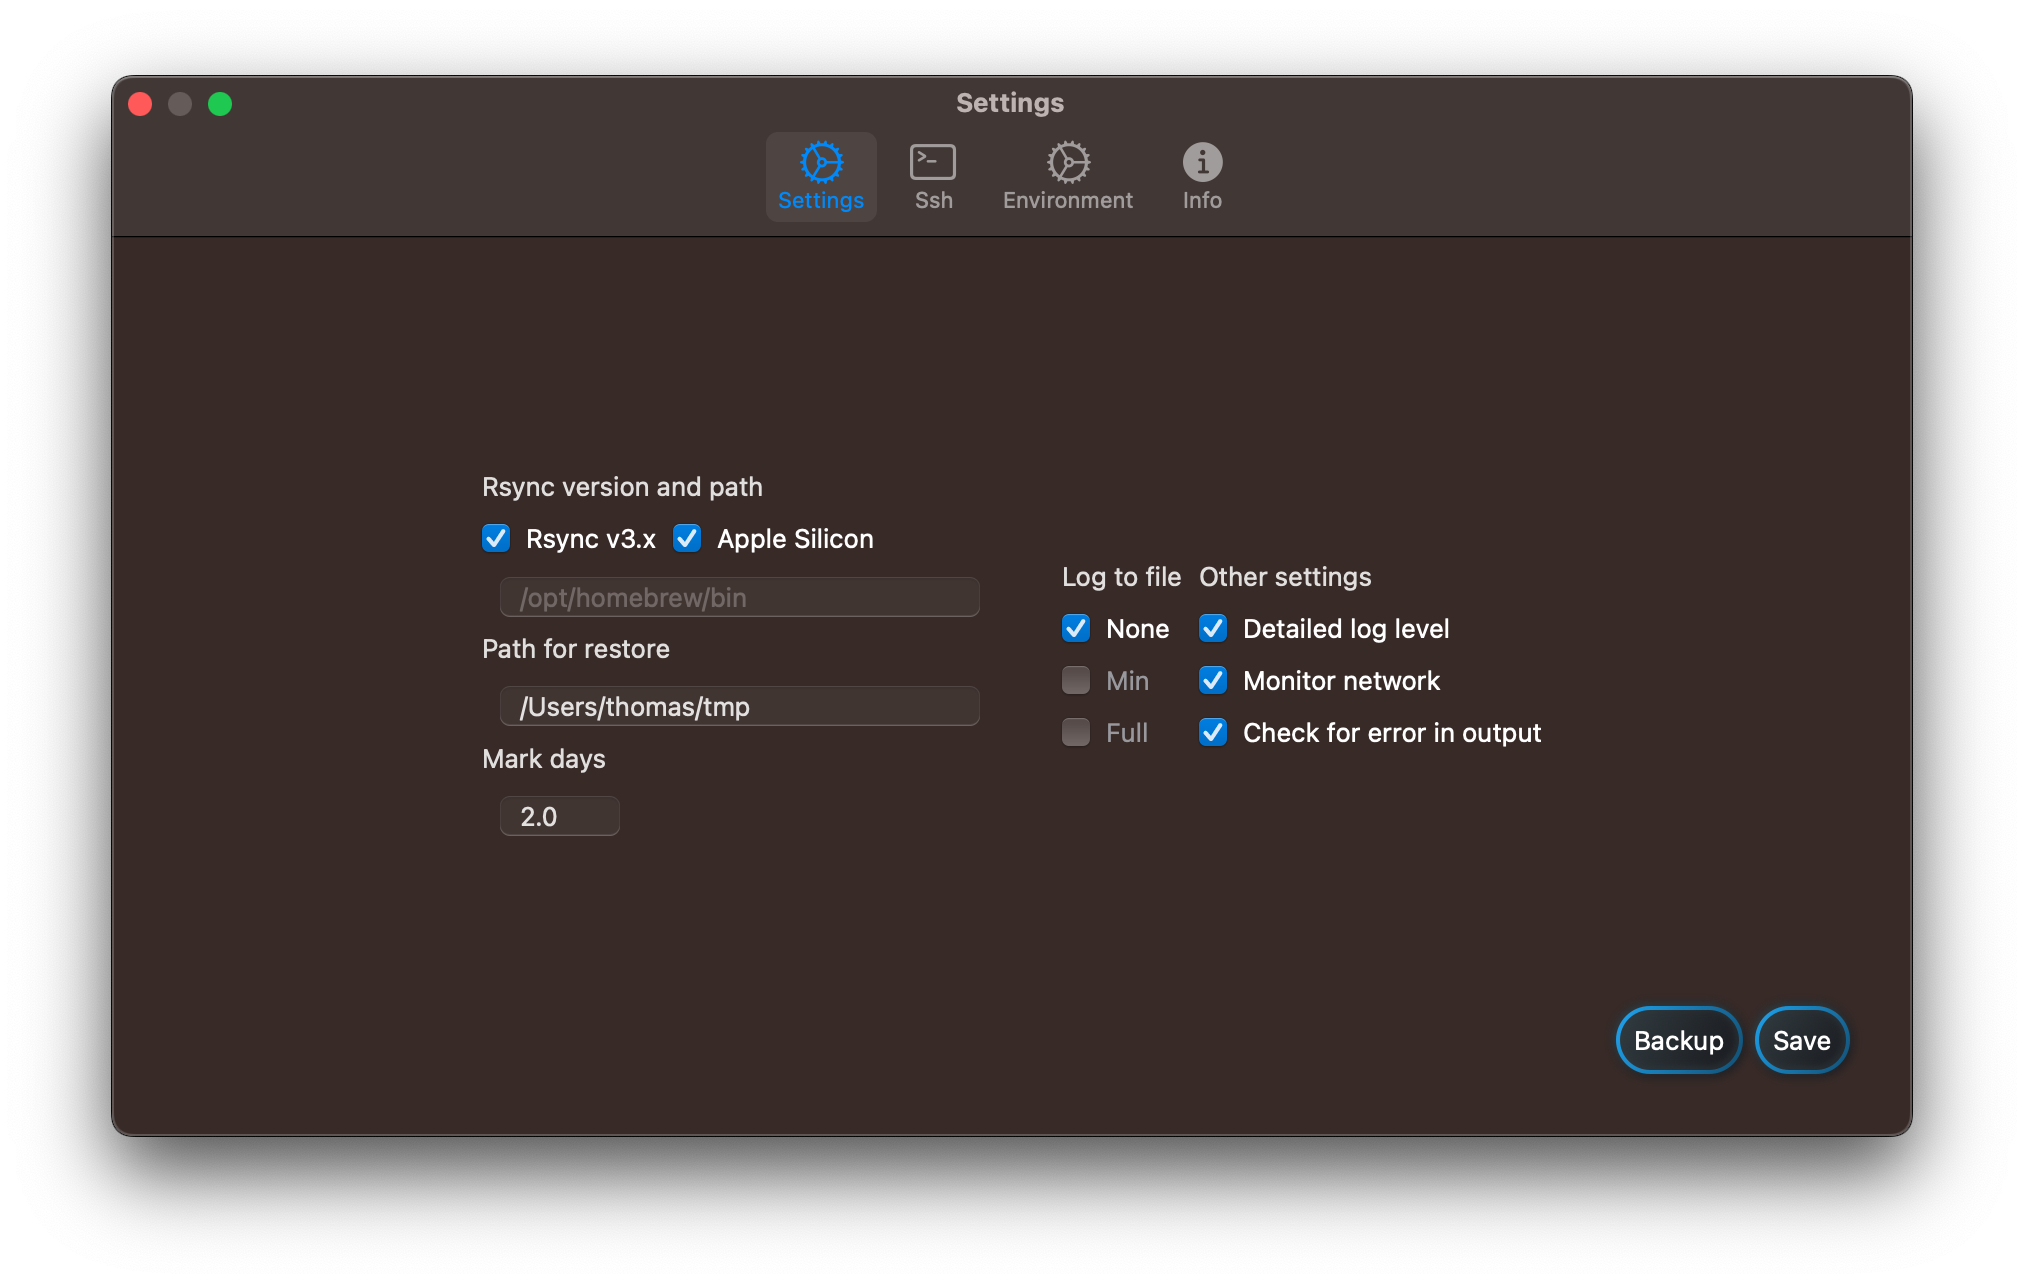 Settings
Settings
Ssh
Environment
Info
Rsync version and path
Rsync v3.x
Apple Silicon
/opt/homebrew/bin
Path for restore
/Users/thomas/tmp
Mark days
2.0
Log to file
None
Min
Full
Other settings
Detailed log level
Monitor network
Check for error in output
Backup
Save